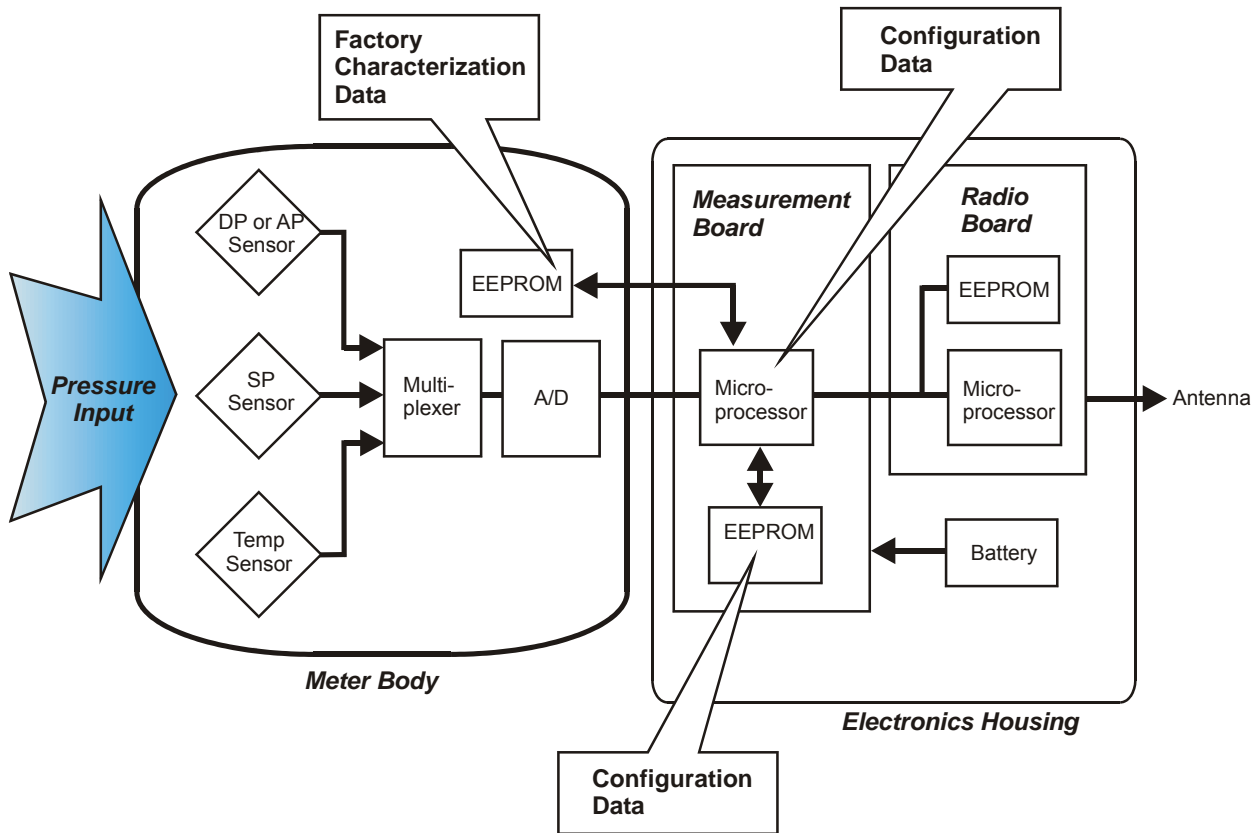 Factory
Characterization
Data
Configuration
Data
DP or AP
Sensor
EEPROM
Measurement
Board
Radio
Board
EEPROM
Pressure
Input
SP
Sensor
Multi-
plexer
A/D
Micro-
processor
Micro-
processor
Antenna
Temp
Sensor
EEPROM
Battery
Meter Body
Electronics Housing
Configuration
Data